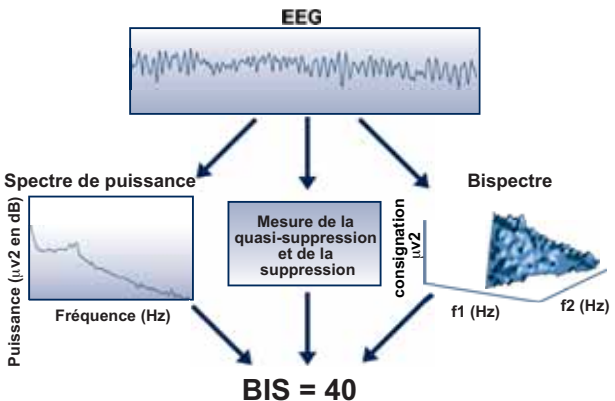 EEG
Spectre de puissance
Puissance (µv2 en dB)
Fréquence (Hz)
Mesure de la
quasi-suppression
et de la
suppression
Bispectre
consignation
µv2
f1 (Hz)
f2 (Hz)
BIS = 40